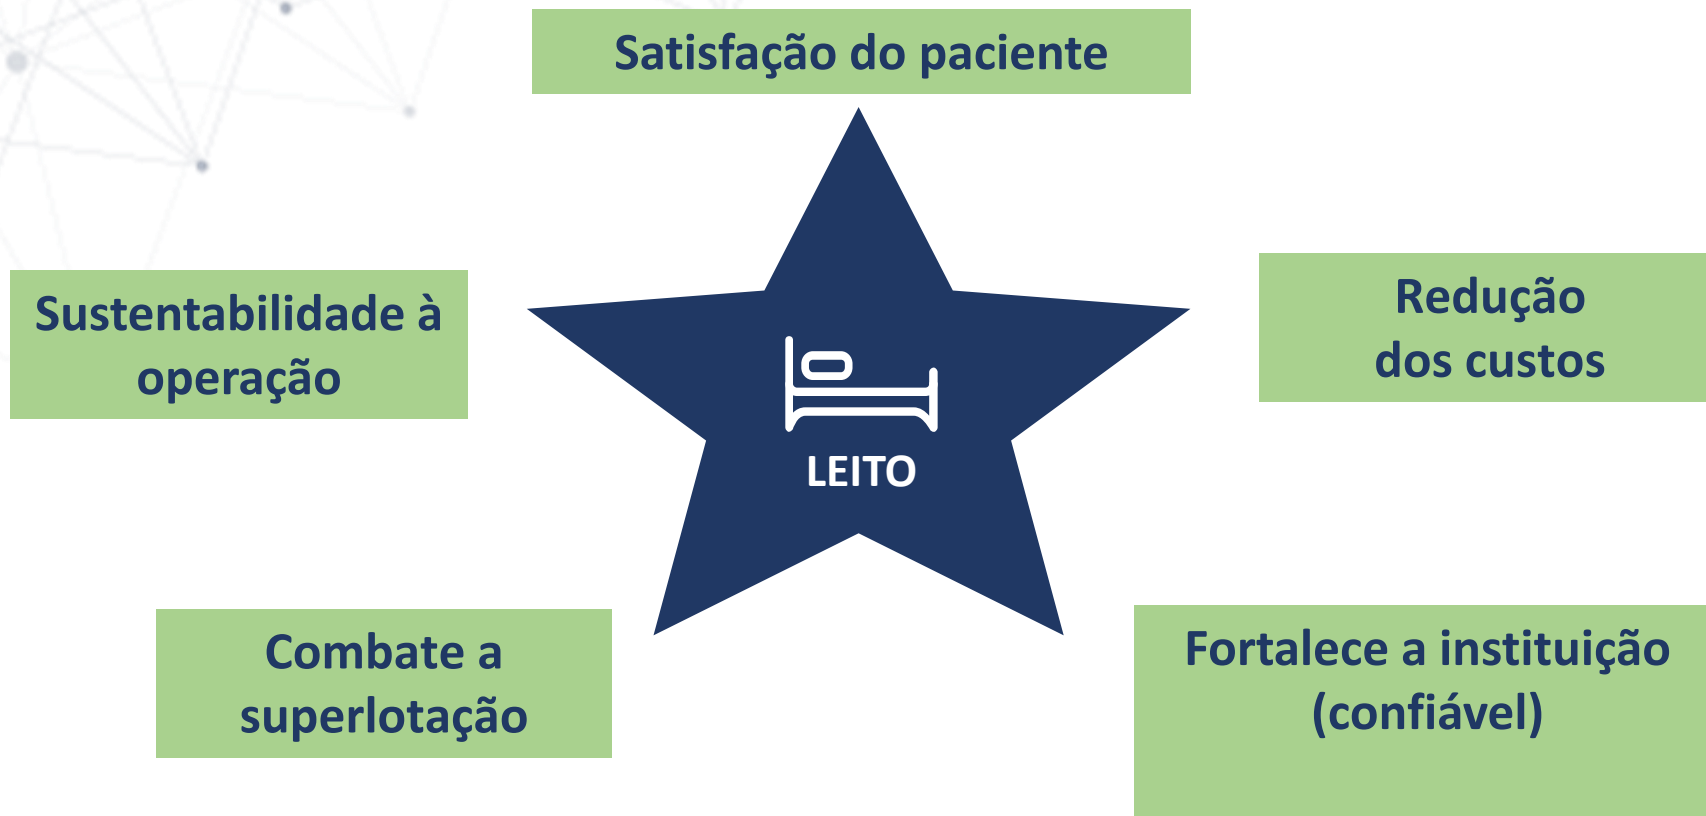 Satisfação do paciente
Sustentabilidade à
operação
Redução
dos custos
LEITO
Combate a
superlotação
Fortalece a instituição
(confiável)